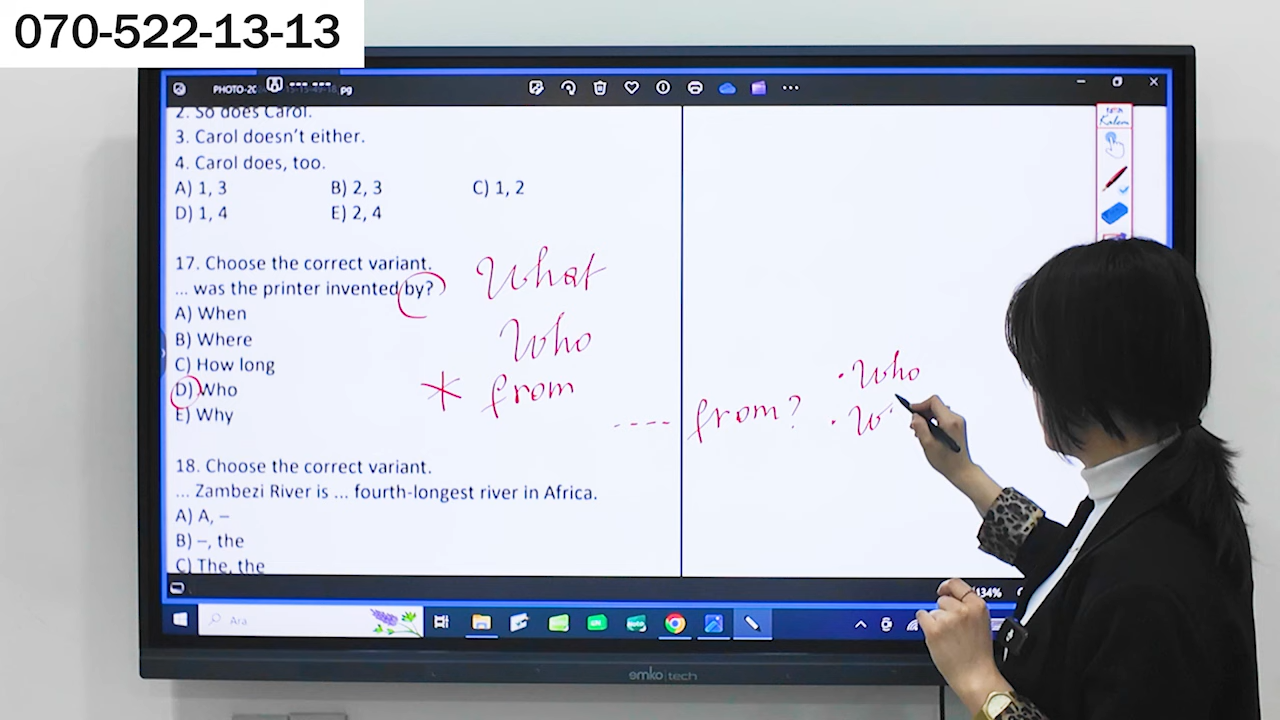 070-522-13-13
2. So does Carol.
3. Carol doesn't either.
4. Carol does, too.
A) 1, 3 B) 2, 3 C) 1, 2
D) 1, 4 E) 2, 4
17. Choose the correct variant.
... was the printer invented by?
A) When
B) Where
C) How long
D) Who
E) Why
What
Who
* from
---- from?
· Who
· W
18. Choose the correct variant.
... Zambezi River is ... fourth-longest river in Africa.
A) A, –
B) –, the
C) The, the
Kalem
Ara
134%
emko tech